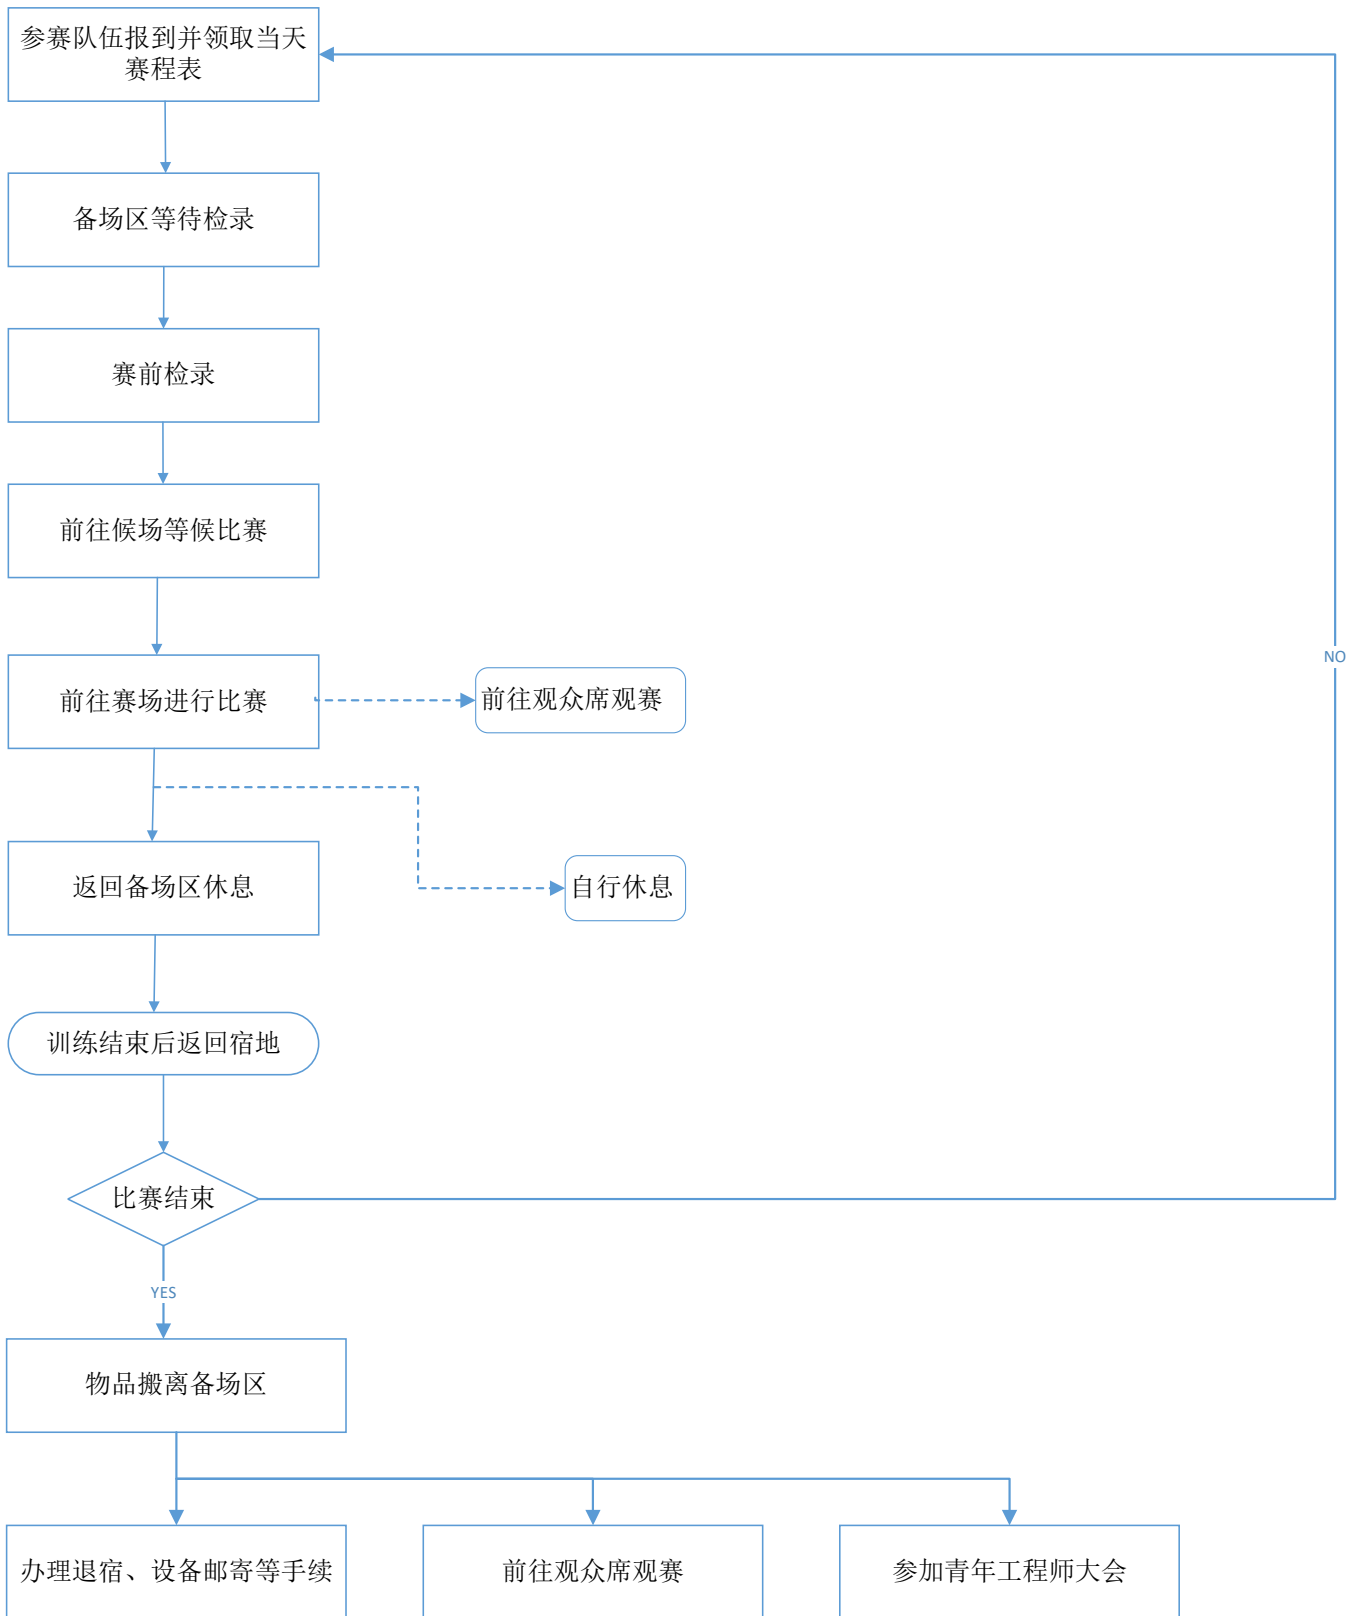 参赛队伍报到并领取当天
赛程表
备场区等待检录
赛前检录
前往候场等候比赛
NO
前往赛场进行比赛
前往观众席观赛
返回备场区休息
自行休息
训练结束后返回宿地
比赛结束
YES
物品搬离备场区
办理退宿、设备邮寄等手续
前往观众席观赛
参加青年工程师大会